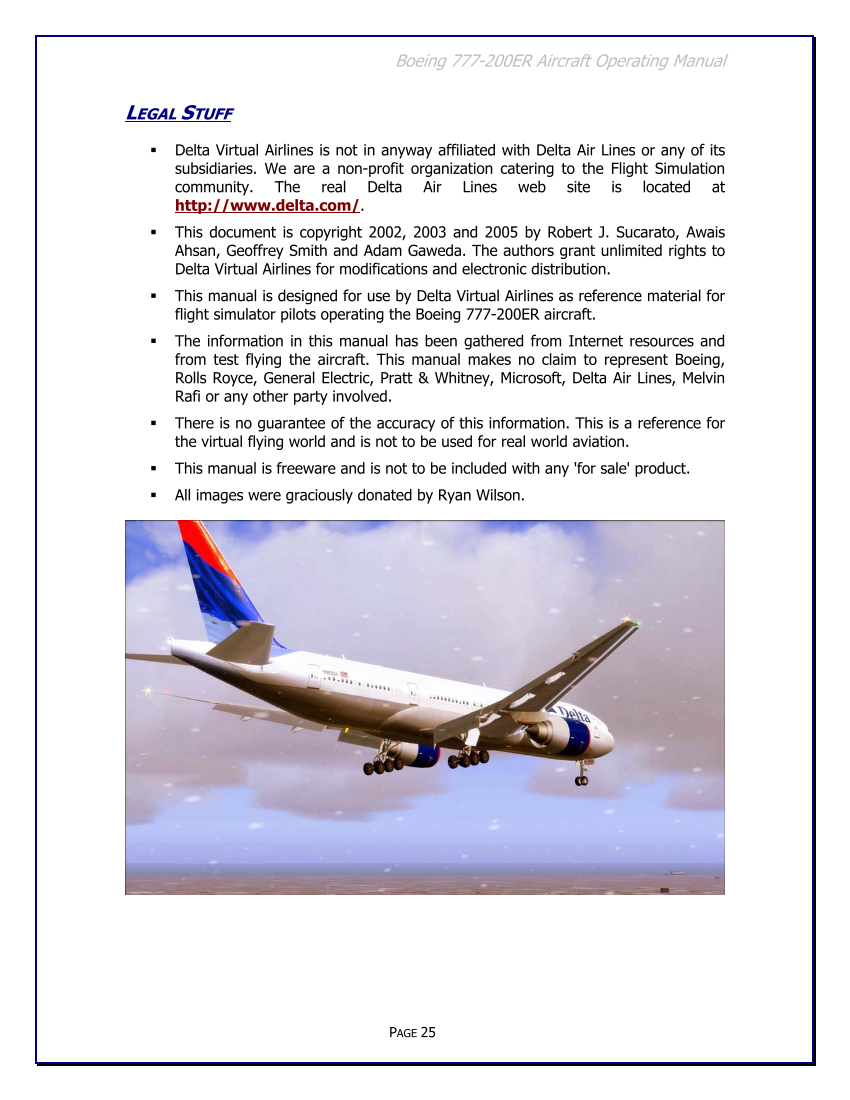 Boeing 777-200ER Aircraft Operating Manual
LEGAL STUFF
▪ Delta Virtual Airlines is not in anyway affiliated with Delta Air Lines or any of its
subsidiaries. We are a non-profit organization catering to the Flight Simulation
community. The real Delta Air Lines web site is located at
http://www.delta.com/.
▪ This document is copyright 2002, 2003 and 2005 by Robert J. Sucarato, Awais
Ahsan, Geoffrey Smith and Adam Gaweda. The authors grant unlimited rights to
Delta Virtual Airlines for modifications and electronic distribution.
▪ This manual is designed for use by Delta Virtual Airlines as reference material for
flight simulator pilots operating the Boeing 777-200ER aircraft.
▪ The information in this manual has been gathered from Internet resources and
from test flying the aircraft. This manual makes no claim to represent Boeing,
Rolls Royce, General Electric, Pratt & Whitney, Microsoft, Delta Air Lines, Melvin
Rafi or any other party involved.
▪ There is no guarantee of the accuracy of this information. This is a reference for
the virtual flying world and is not to be used for real world aviation.
▪ This manual is freeware and is not to be included with any 'for sale' product.
▪ All images were graciously donated by Ryan Wilson.
Delta
PAGE 25